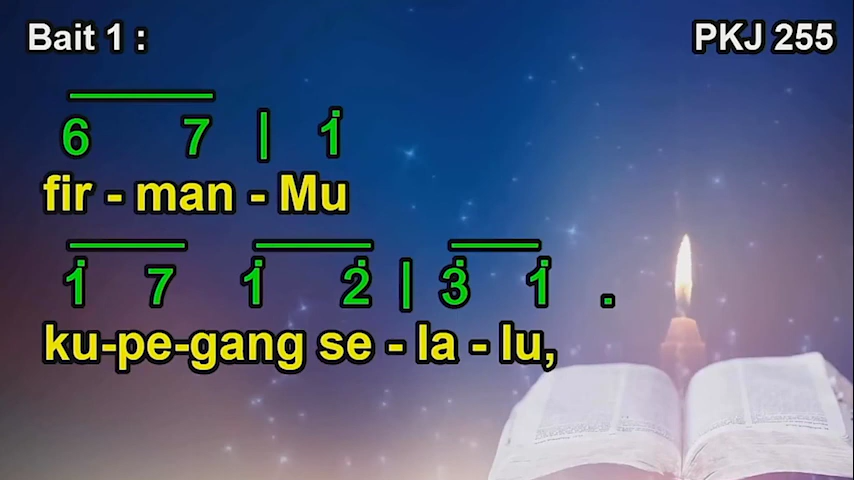 Bait 1 :
PKJ 255
6 7 | 1̇
fir - man - Mu
1̇ 7 1̇ 2̇ | 3̇ 1̇ .
ku-pe-gang se - la - lu,